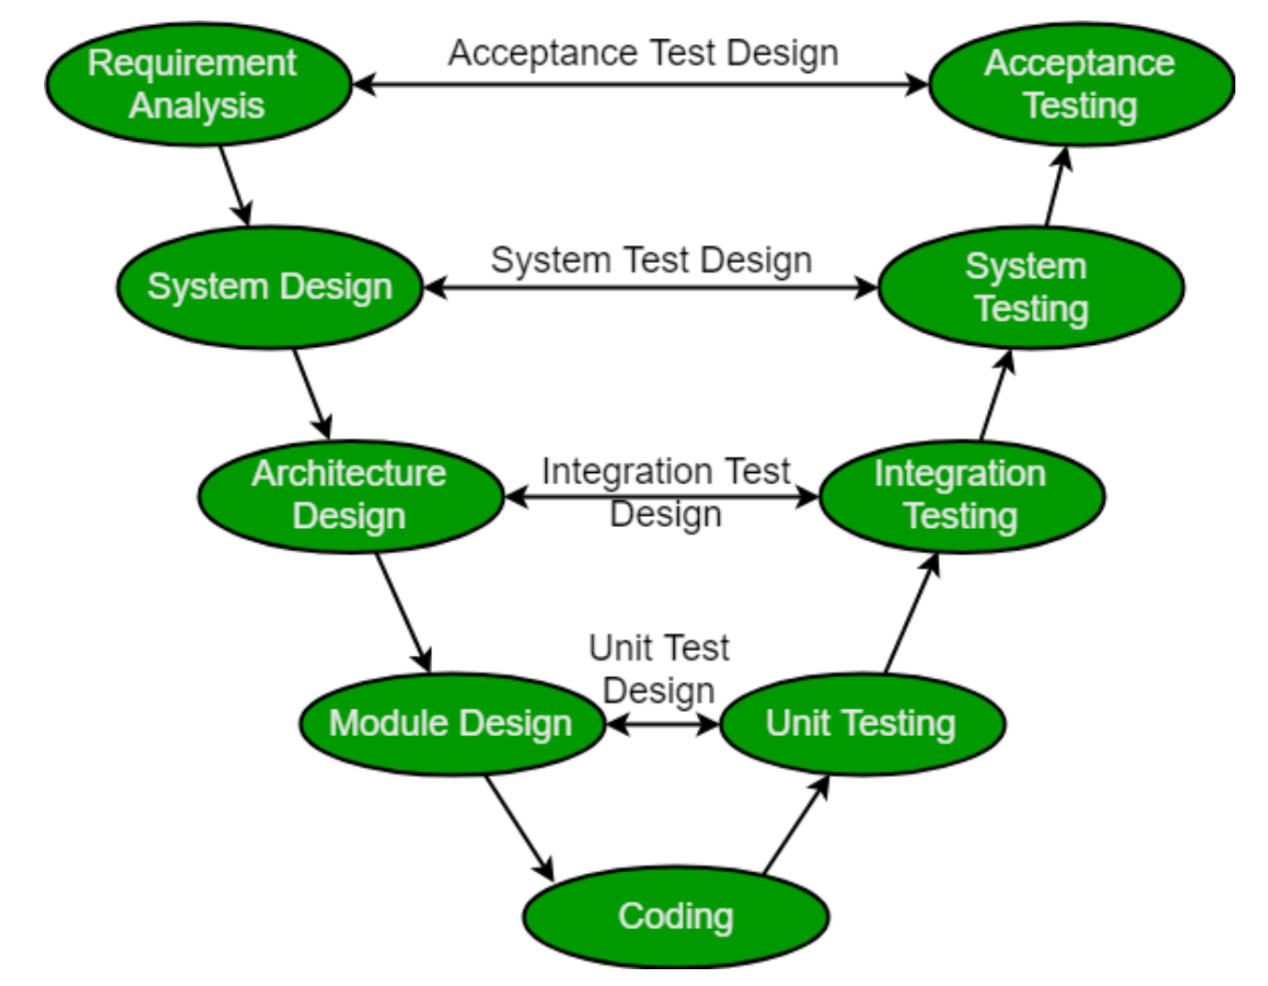 Requirement
Analysis
Acceptance Test Design
Acceptance
Testing
System Design
System Test Design
System
Testing
Architecture
Design
Integration Test
Design
Integration
Testing
Module Design
Unit Test
Design
Unit Testing
Coding